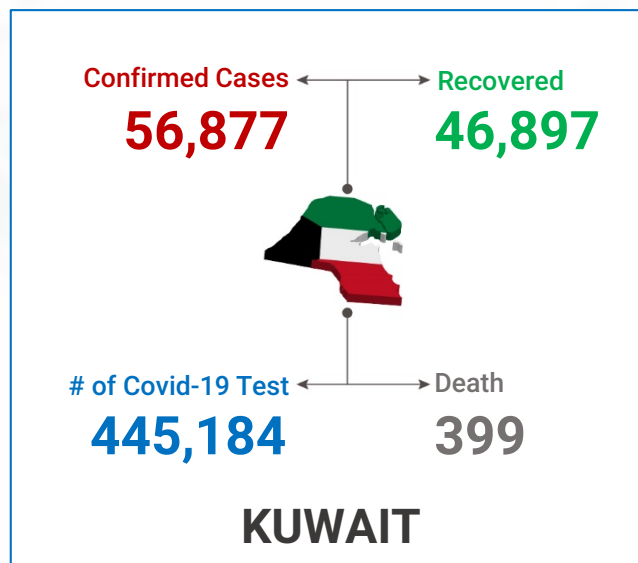 Confirmed Cases
56,877
Recovered
46,897
# of Covid-19 Test
445,184
Death
399
KUWAIT